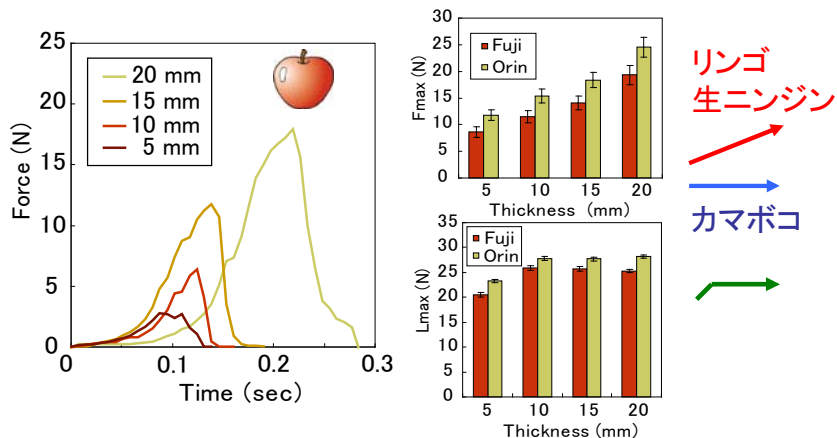 25
20
15
10
5
0
Force (N)
20 mm
15 mm
10 mm
5 mm
0
0.1
0.2
0.3
Time (sec)
30
25
20
15
10
5
0
Fmax (N)
Fuji
Orin
5
10
15
20
Thickness (mm)
35
30
25
20
15
10
5
0
Lmax (N)
Fuji
Orin
5
10
15
20
Thickness (mm)
リンゴ
生ニンジン
カマボコ